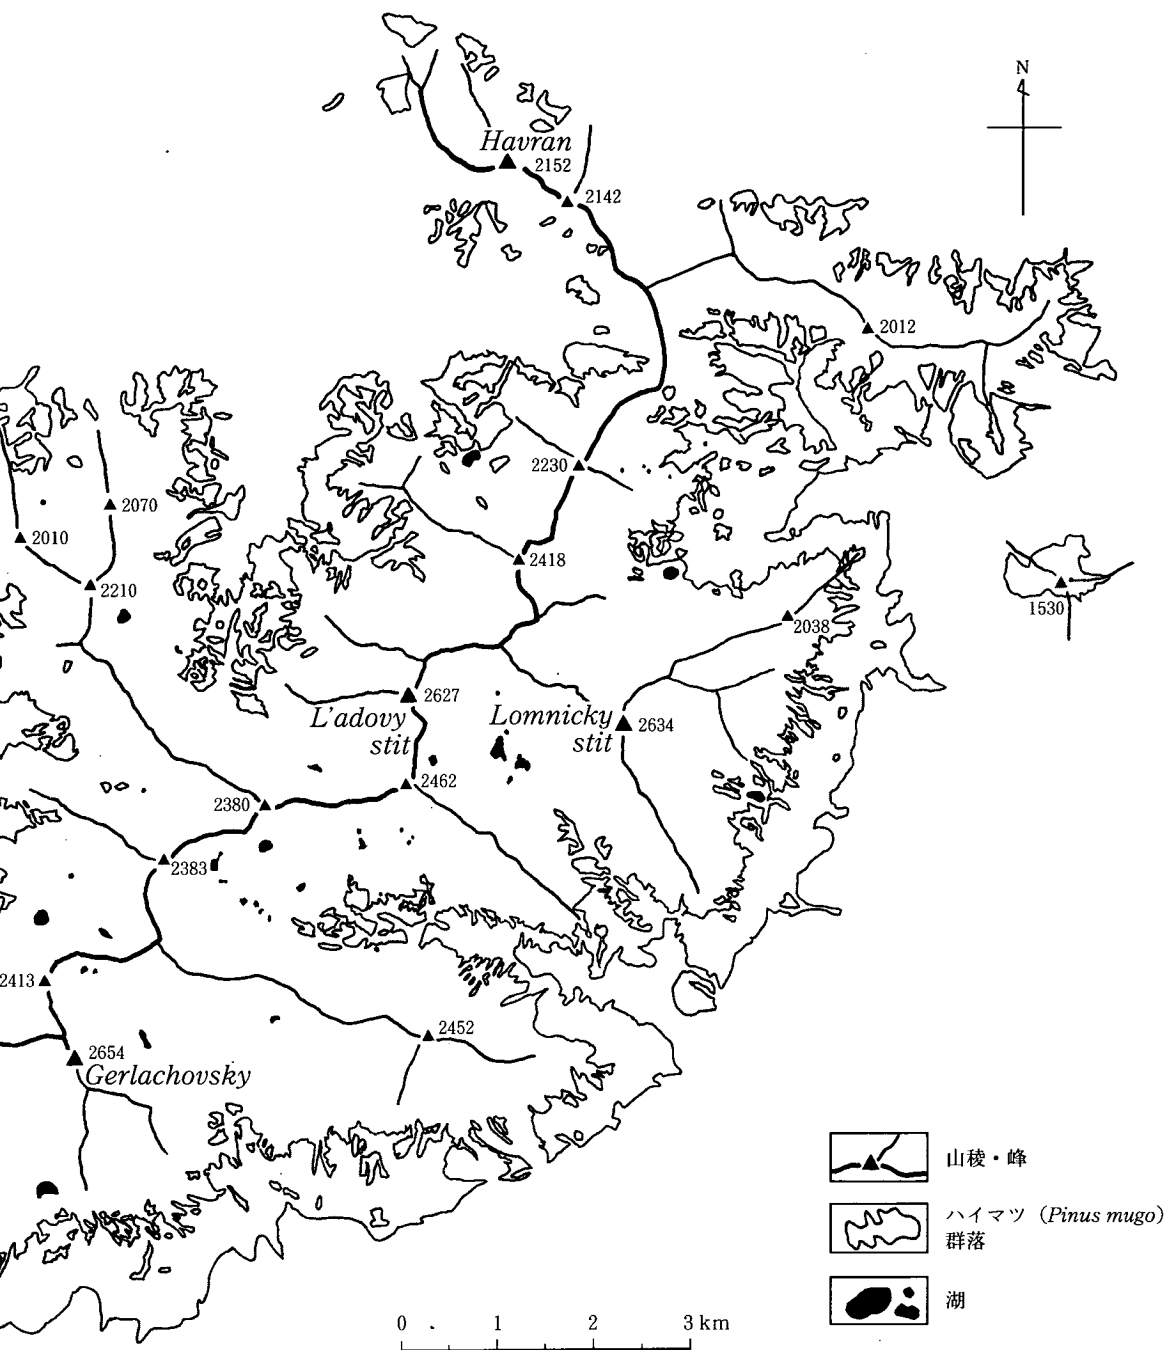 N
Havran
2152
2142
2012
2230
2070
2010
2418
2210
1530
2038
2627
L'adovy
stit
Lomnicky
stit
2634
2462
2380
2383
2413
2452
2654
Gerlachovsky
山稜・峰
ハイマツ（Pinus mugo）
群落
湖
0 1 2 3 km